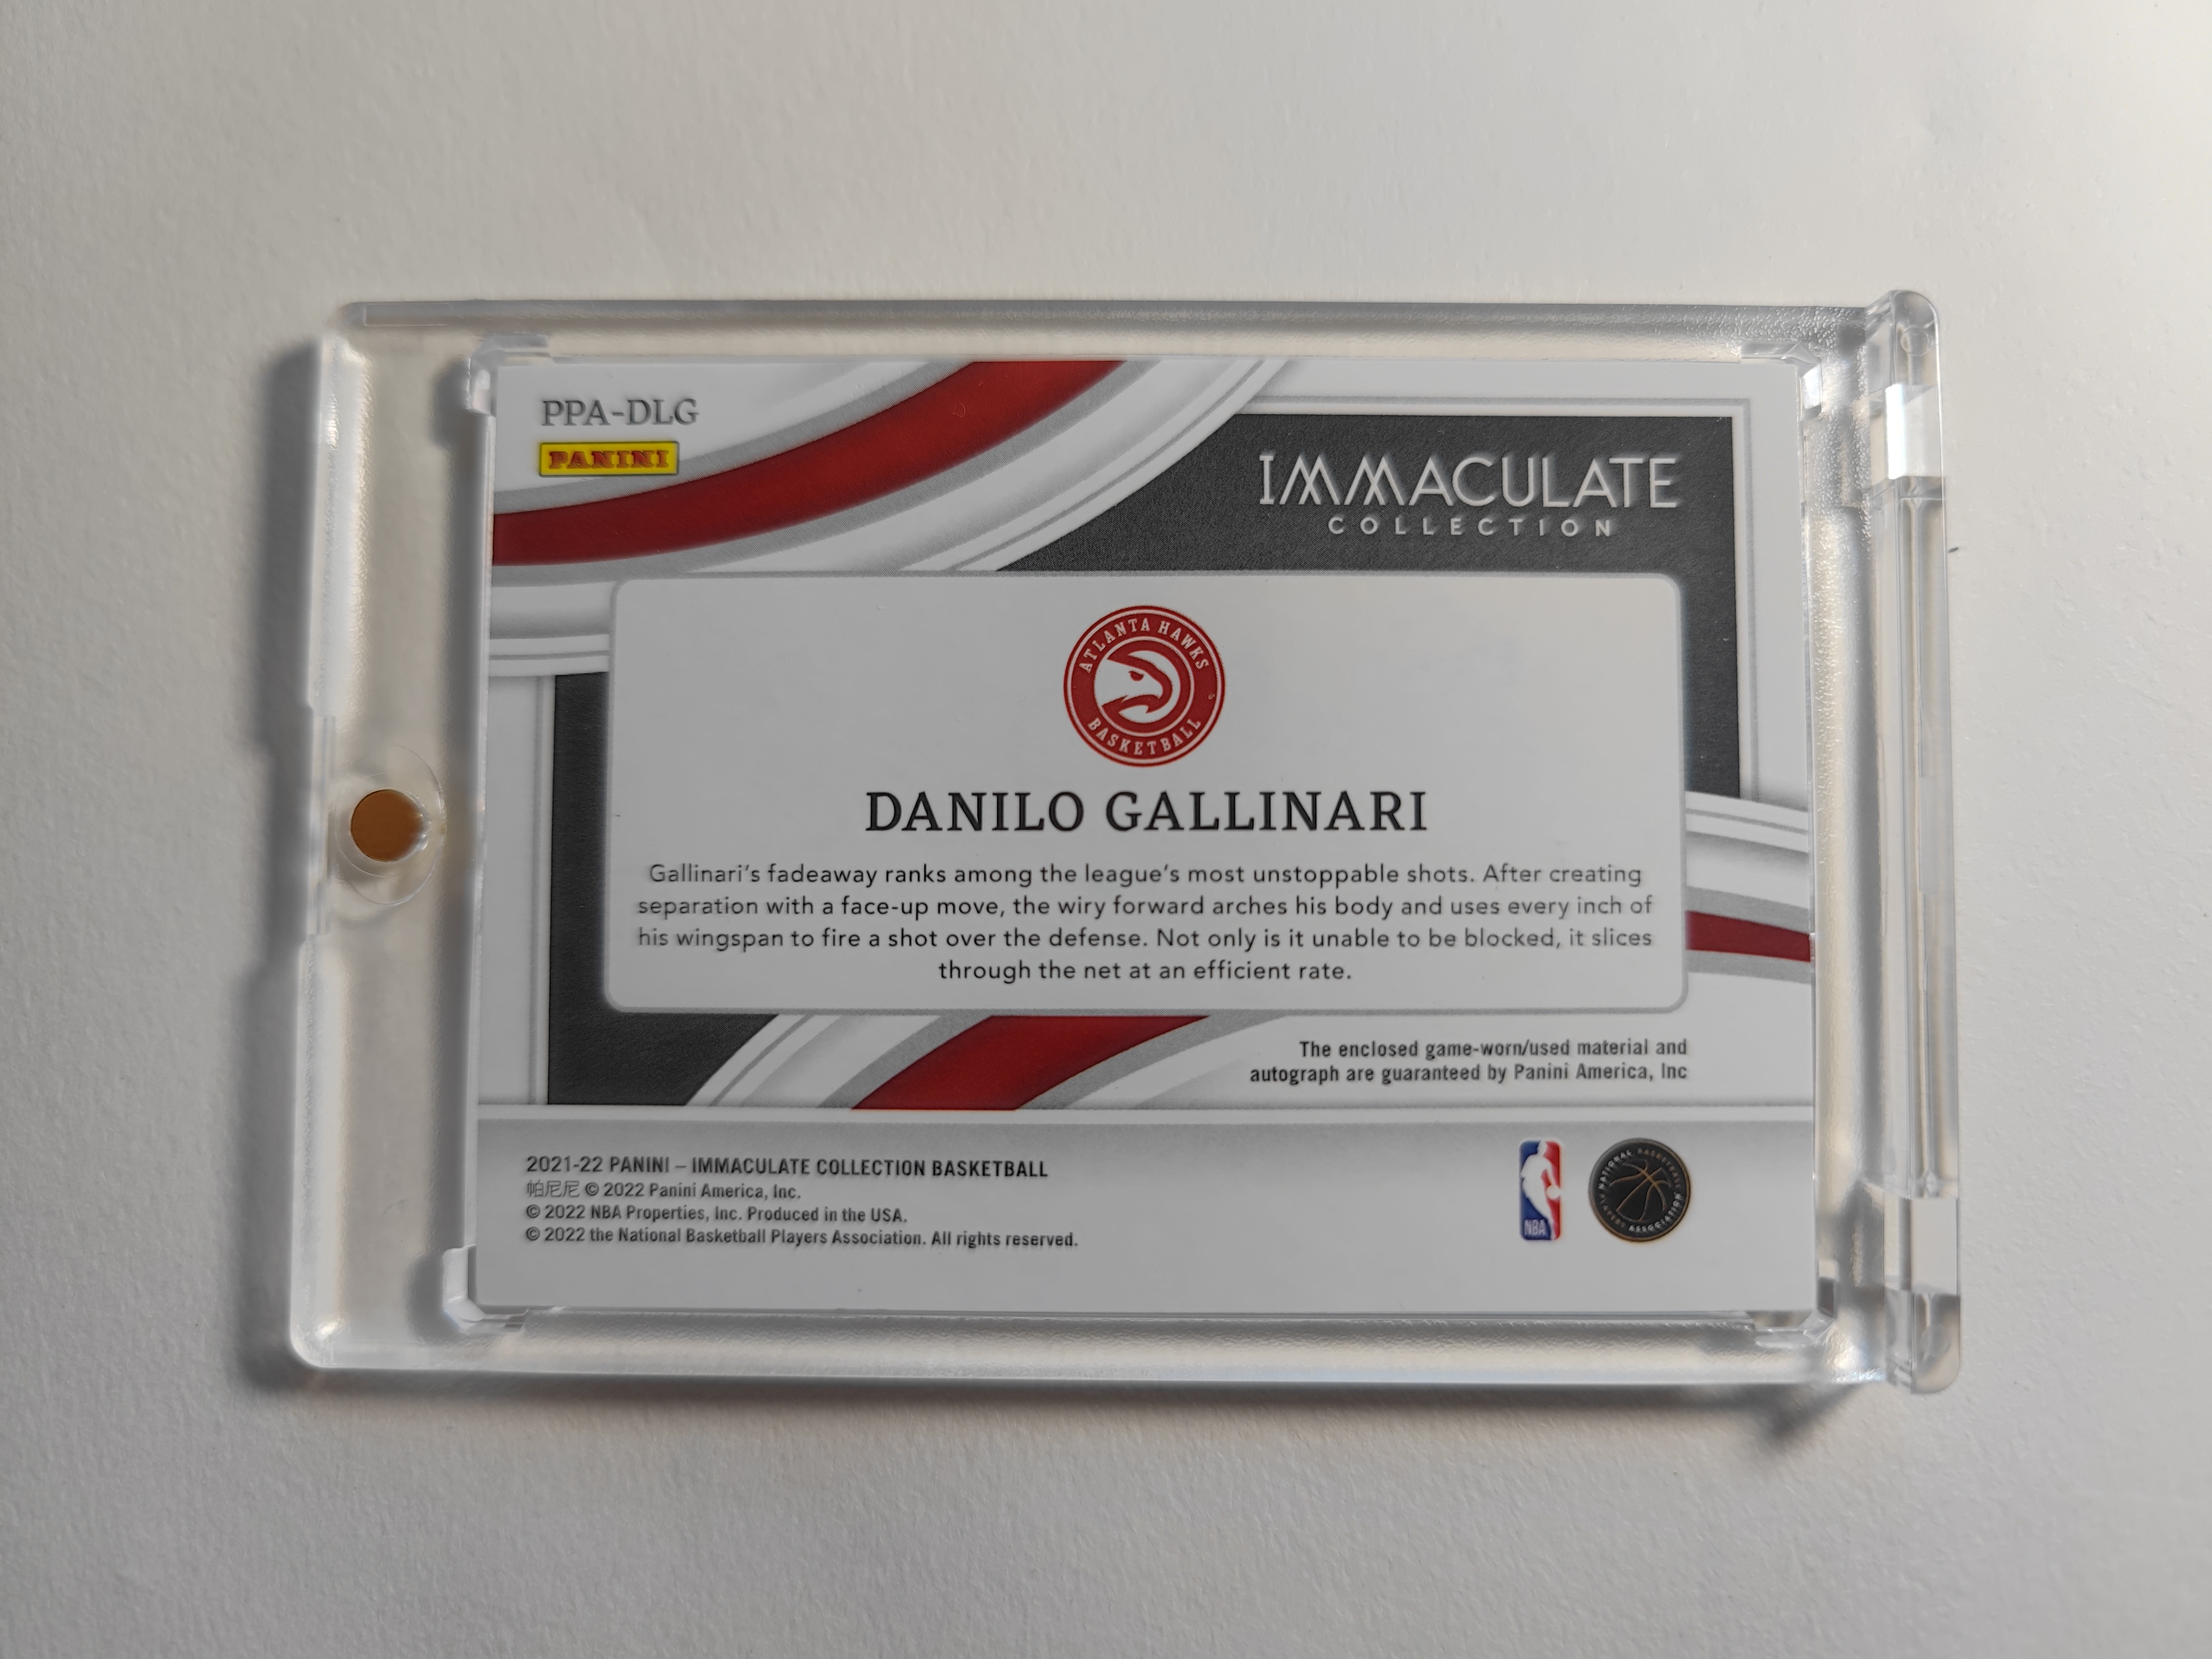 PPA-DLG
PANINI
IMMACULATE
COLLECTION
ATLANTA HAWKS
BASKETBALL
DANILO GALLINARI
Gallinari's fadeaway ranks among the league's most unstoppable shots. After creating
separation with a face-up move, the wiry forward arches his body and uses every inch of
his wingspan to fire a shot over the defense. Not only is it unable to be blocked, it slices
through the net at an efficient rate.
The enclosed game-worn/used material and
autograph are guaranteed by Panini America, Inc
2021-22 PANINI – IMMACULATE COLLECTION BASKETBALL
帕尼尼 © 2022 Panini America, Inc.
© 2022 NBA Properties, Inc. Produced in the USA.
© 2022 the National Basketball Players Association. All rights reserved.
NBA
NATIONAL BASKETBALL
PLAYERS ASSOCIATION